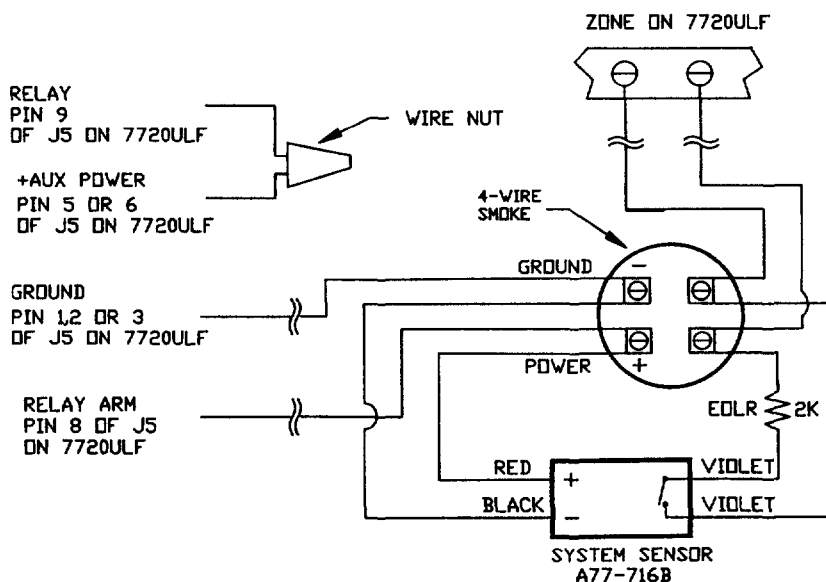 ZONE ON 7720ULF
RELAY
PIN 9
OF J5 ON 7720ULF
WIRE NUT
+AUX POWER
PIN 5 OR 6
OF J5 ON 7720ULF
4-WIRE
SMOKE
GROUND
-
GROUND
PIN 1,2 OR 3
OF J5 ON 7720ULF
POWER
+
RELAY ARM
PIN 8 OF J5
ON 7720ULF
EOLR
2K
RED
+
VIOLET
BLACK
-
VIOLET
SYSTEM SENSOR
A77-716B